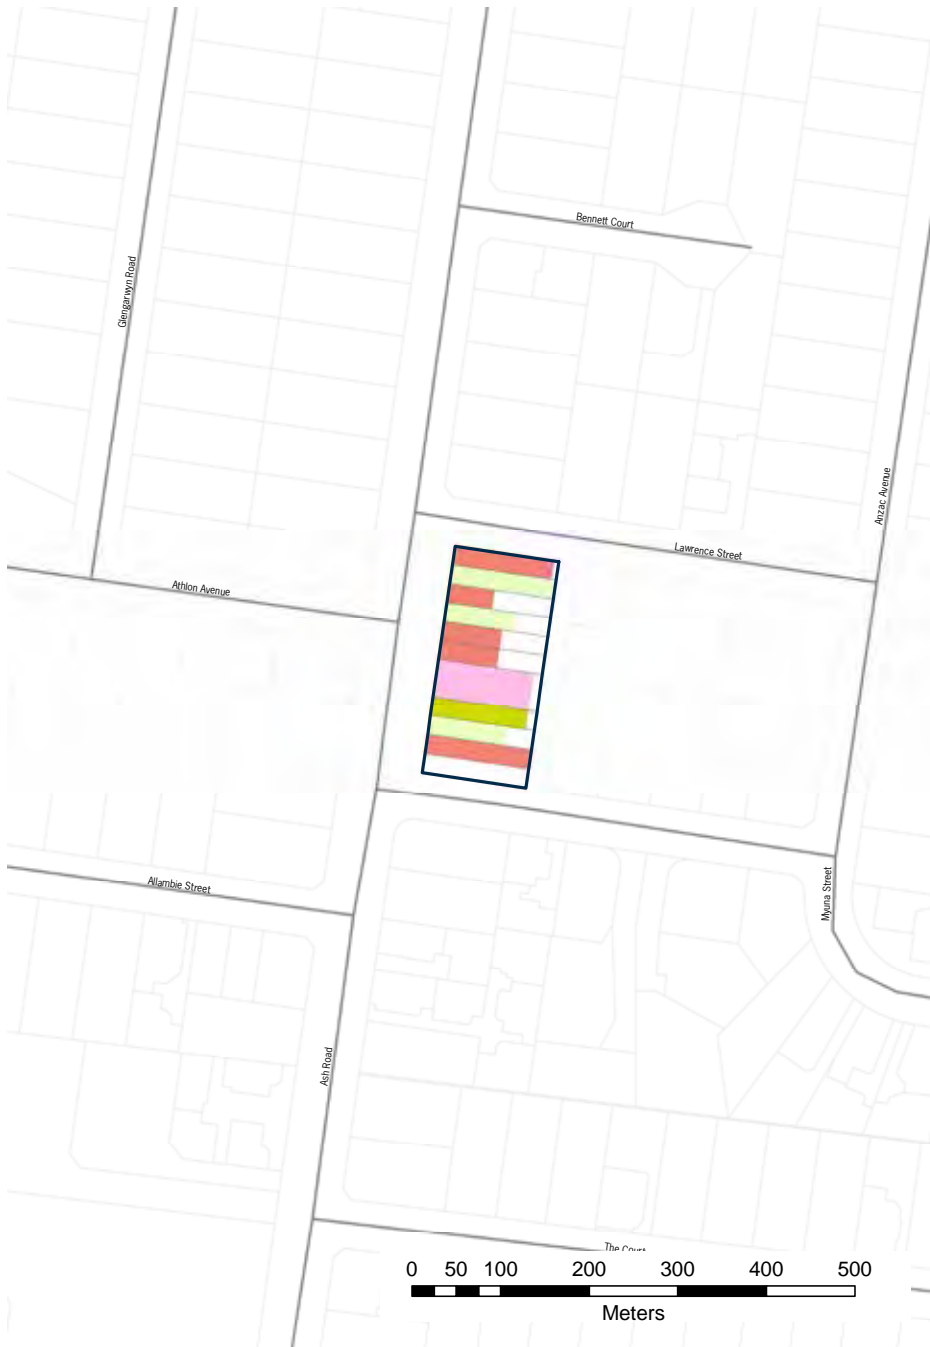 Bennett Court
Glengarwyn Road
Anzac Avenue
Lawrence Street
Athlon Avenue
Allambie Street
Myuna Street
Ash Road
The Court
0 50 100 200 300 400 500
Meters